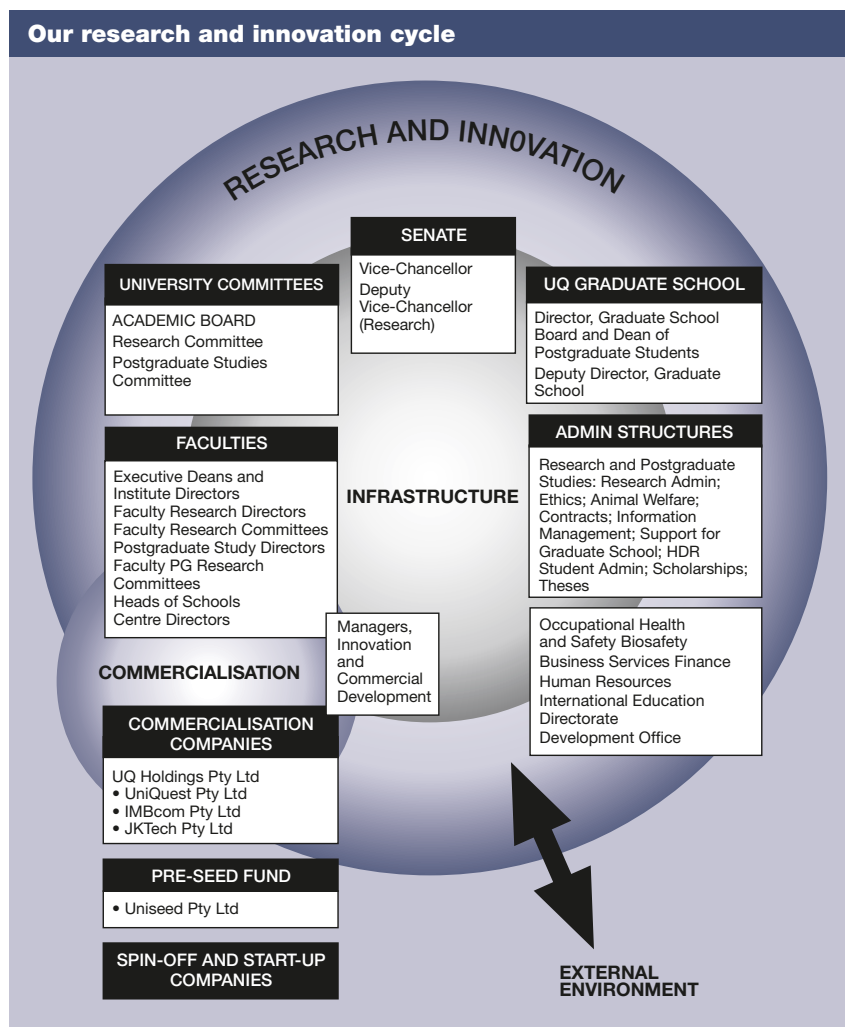 Our research and innovation cycle
RESEARCH AND INN0VATION
SENATE
Vice-Chancellor
Deputy
Vice-Chancellor
(Research)
UNIVERSITY COMMITTEES
ACADEMIC BOARD
Research Committee
Postgraduate Studies
Committee
UQ GRADUATE SCHOOL
Director, Graduate School
Board and Dean of
Postgraduate Students
Deputy Director, Graduate
School
FACULTIES
Executive Deans and
Institute Directors
Faculty Research Directors
Faculty Research Committees
Postgraduate Study Directors
Faculty PG Research
Committees
Heads of Schools
Centre Directors
INFRASTRUCTURE
ADMIN STRUCTURES
Research and Postgraduate
Studies: Research Admin;
Ethics; Animal Welfare;
Contracts; Information
Management; Support for
Graduate School; HDR
Student Admin; Scholarships;
Theses
Managers,
Innovation
and
Commercial
Development
Occupational Health
and Safety Biosafety
Business Services Finance
Human Resources
International Education
Directorate
Development Office
COMMERCIALISATION
COMMERCIALISATION
COMPANIES
UQ Holdings Pty Ltd
• UniQuest Pty Ltd
• IMBcom Pty Ltd
• JKTech Pty Ltd
PRE-SEED FUND
• Uniseed Pty Ltd
SPIN-OFF AND START-UP
COMPANIES
EXTERNAL
ENVIRONMENT